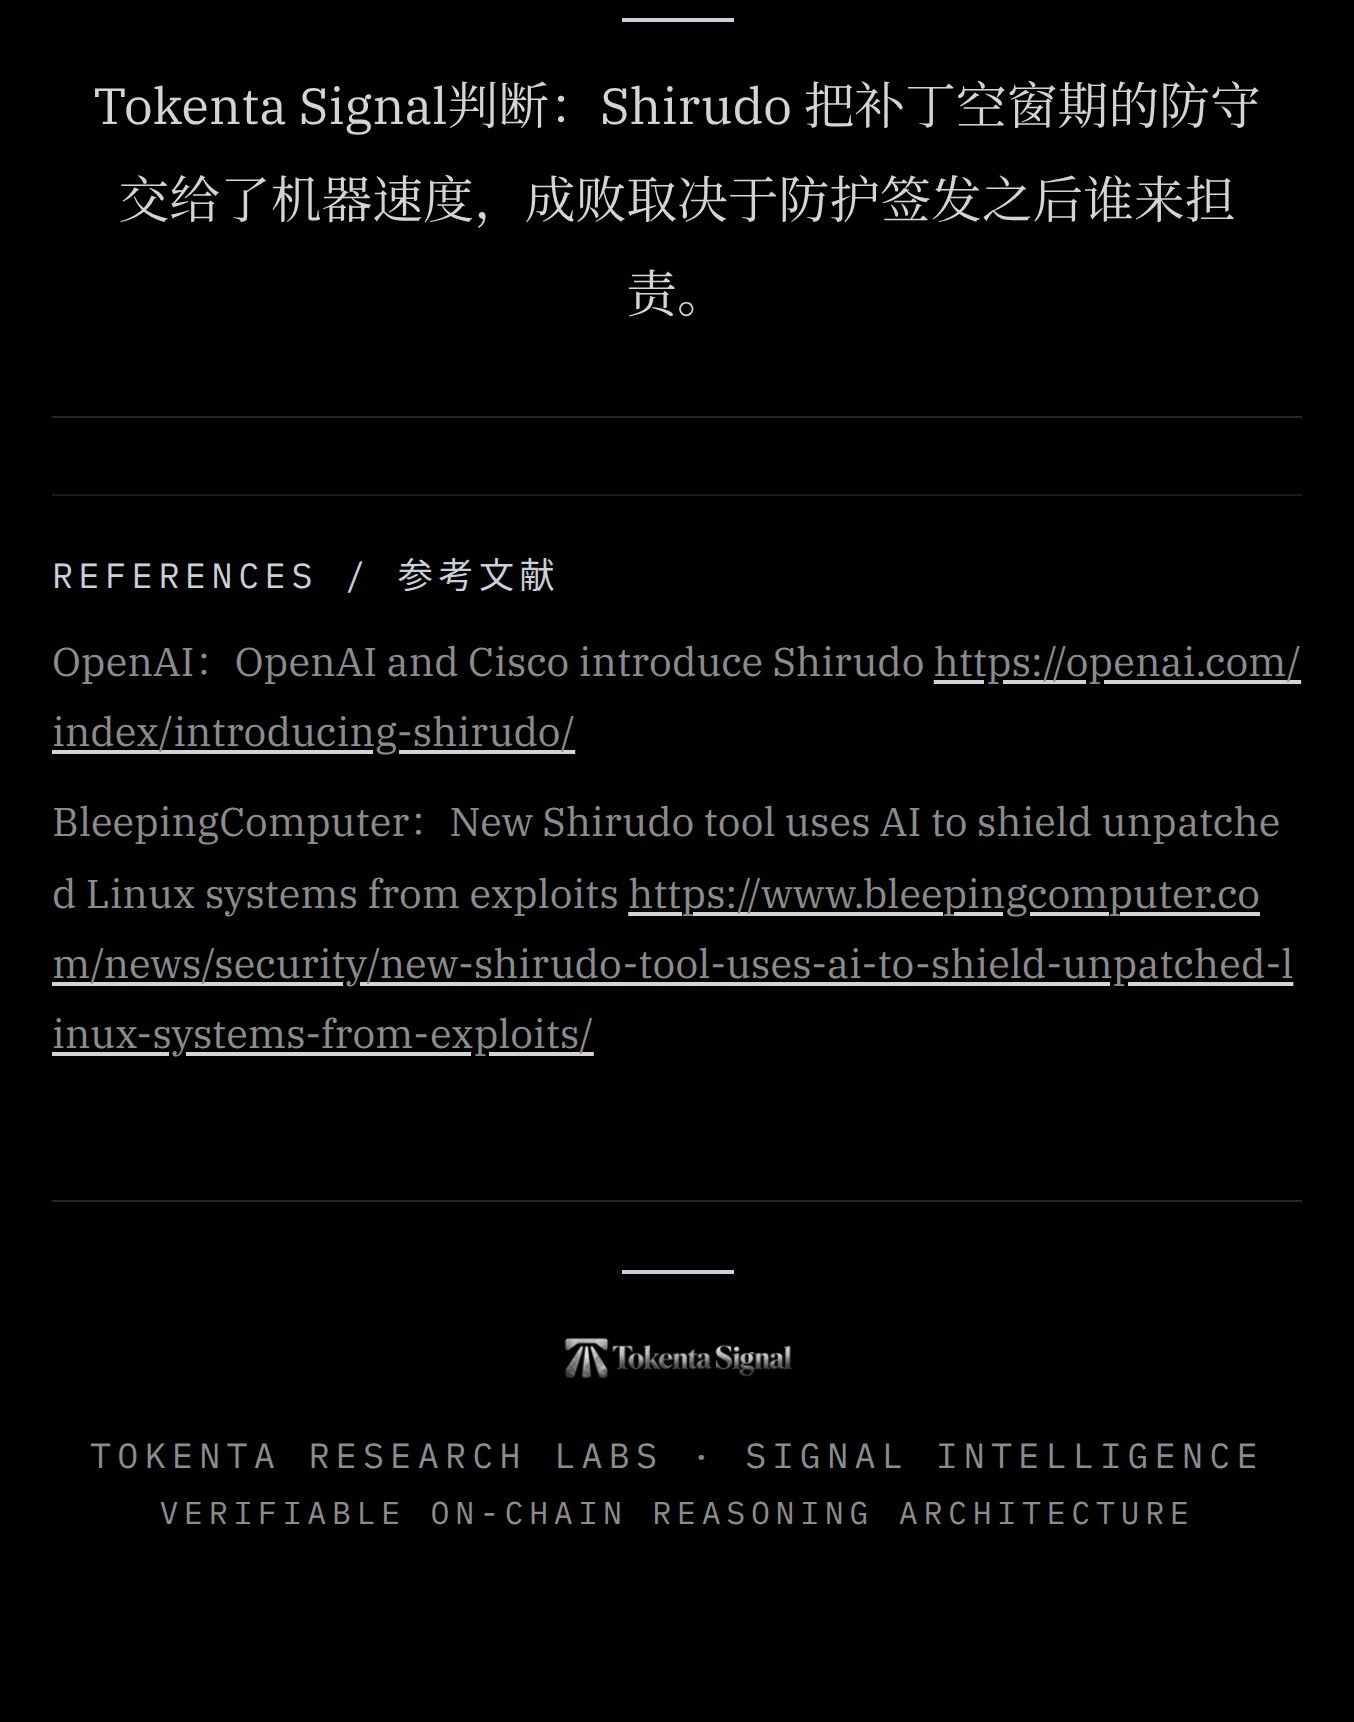 Tokenta Signal判断：Shirudo 把补丁空窗期的防守
交给了机器速度，成败取决于防护签发之后谁来担
责。
REFERENCES / 参考文献
OpenAI：OpenAI and Cisco introduce Shirudo https://openai.com/
index/introducing-shirudo/
BleepingComputer：New Shirudo tool uses AI to shield unpatche
d Linux systems from exploits https://www.bleepingcomputer.co
m/news/security/new-shirudo-tool-uses-ai-to-shield-unpatched-l
inux-systems-from-exploits/
Tokenta Signal
TOKENTA RESEARCH LABS · SIGNAL INTELLIGENCE
VERIFIABLE ON-CHAIN REASONING ARCHITECTURE